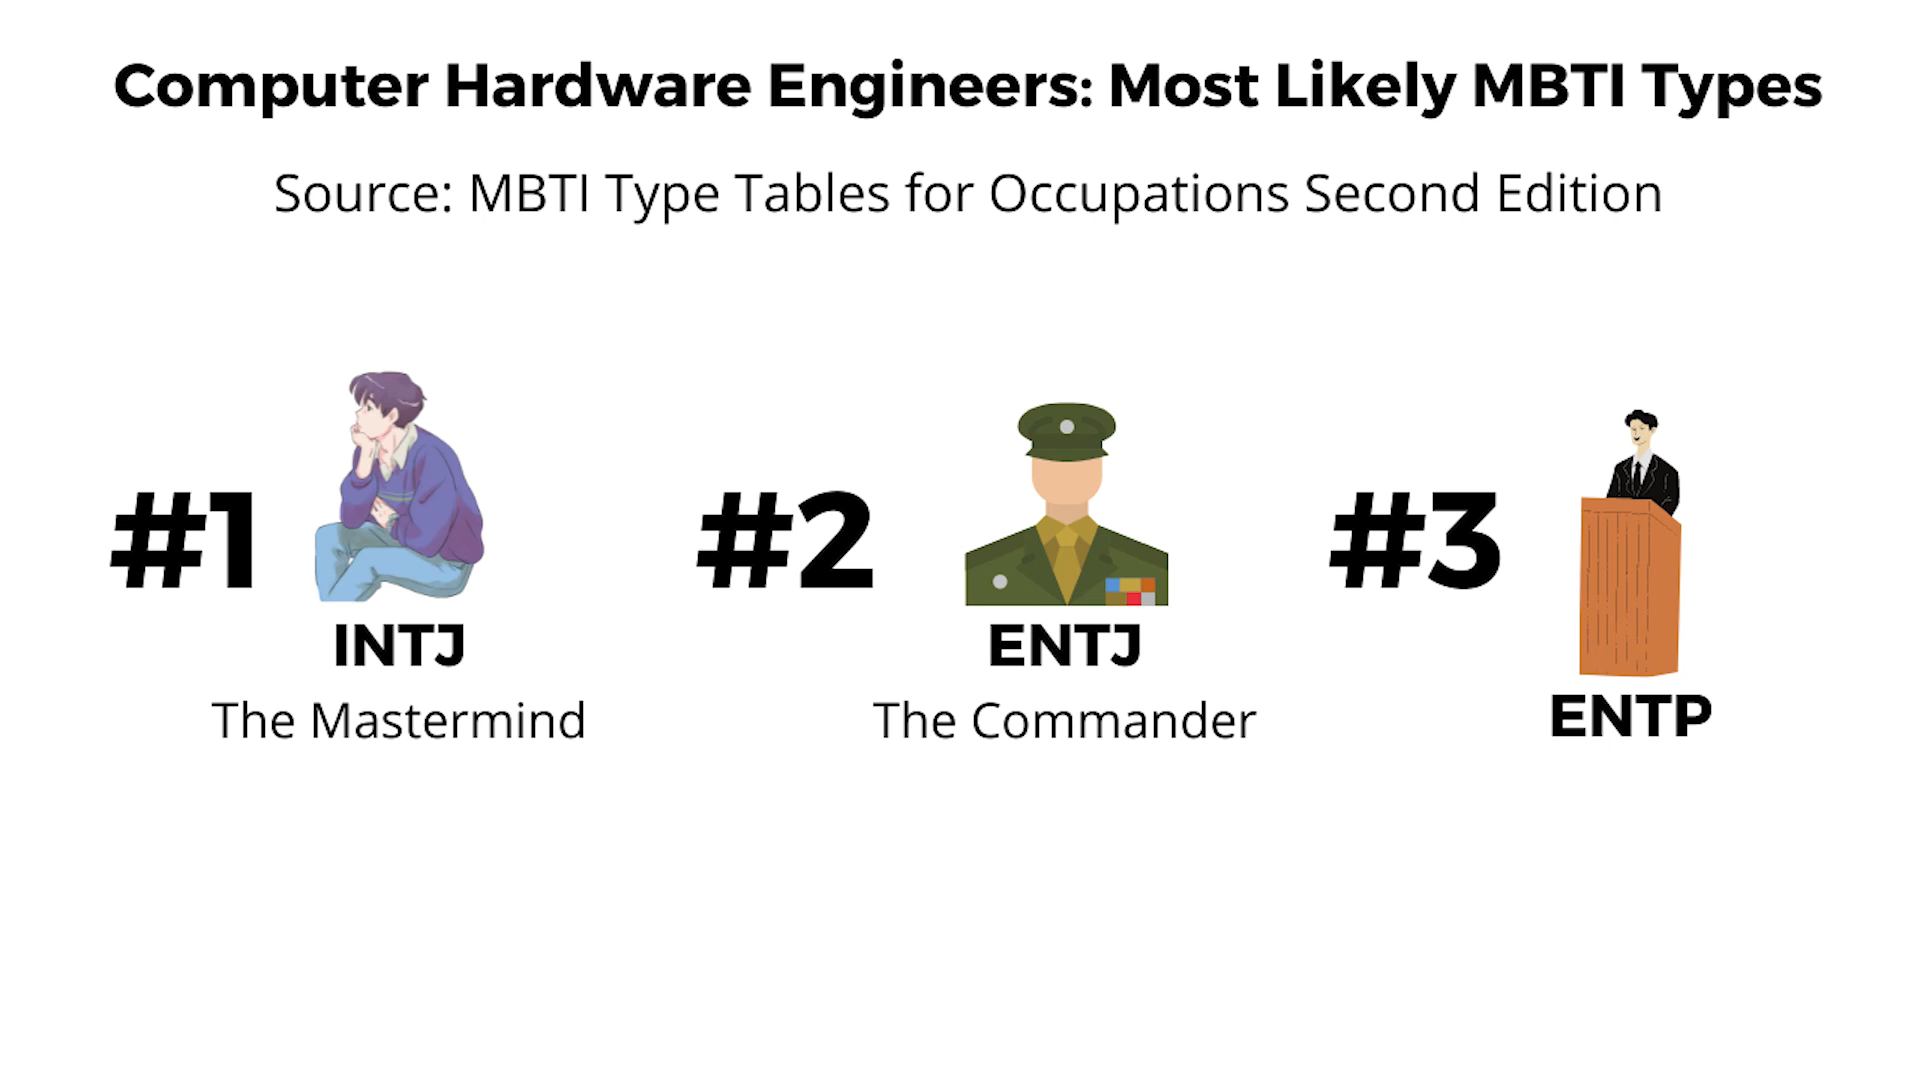 Computer Hardware Engineers: Most Likely MBTI Types
Source: MBTI Type Tables for Occupations Second Edition
#1
INTJ
The Mastermind
#2
ENTJ
The Commander
#3
ENTP